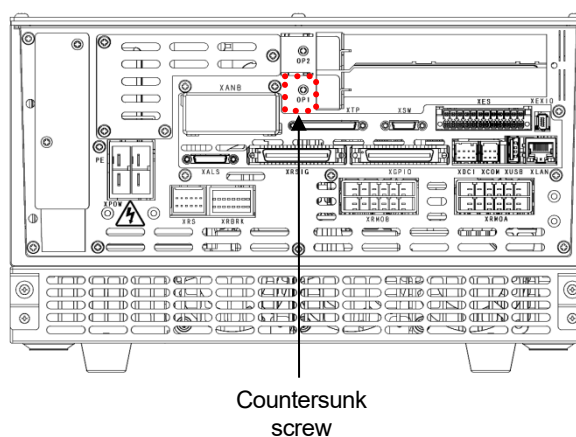 OP2
OP1
XANB
XTP
XSW
XES
XEXIO
PE
XALS
XRSIG
XGPIO
XDCI XCOM XUSB XLAN
XPOW
XRS
XRBRK
XRMOB
XRMOA
Countersunk
screw